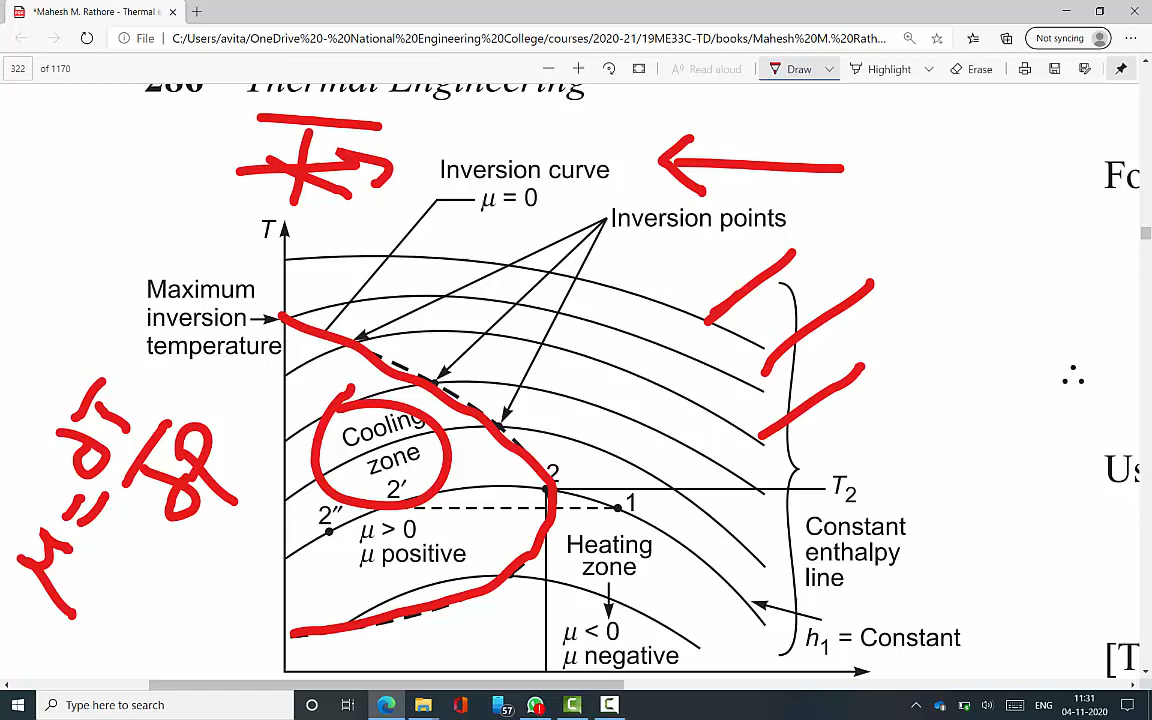 *Mahesh M. Rathore - Thermal e
File
C:/Users/avita/OneDrive%20-%20National%20Engineering%20College/courses/2020-21/19ME33C-TD/books/Mahesh%20M.%20Rath...
Not syncing
322 of 1170
Read aloud
Draw
Highlight
Erase
286 Thermal Engineering
Inversion curve
μ = 0
Inversion points
T
Maximum
inversion
temperature
Cooling
zone
2′
2″
μ > 0
μ positive
2
1
T2
Heating
zone
μ < 0
μ negative
Constant
enthalpy
line
h1 = Constant
μ = ∂T/∂P
Fo
∴
Us
[T
Type here to search
57
ENG
11:31
04-11-2020